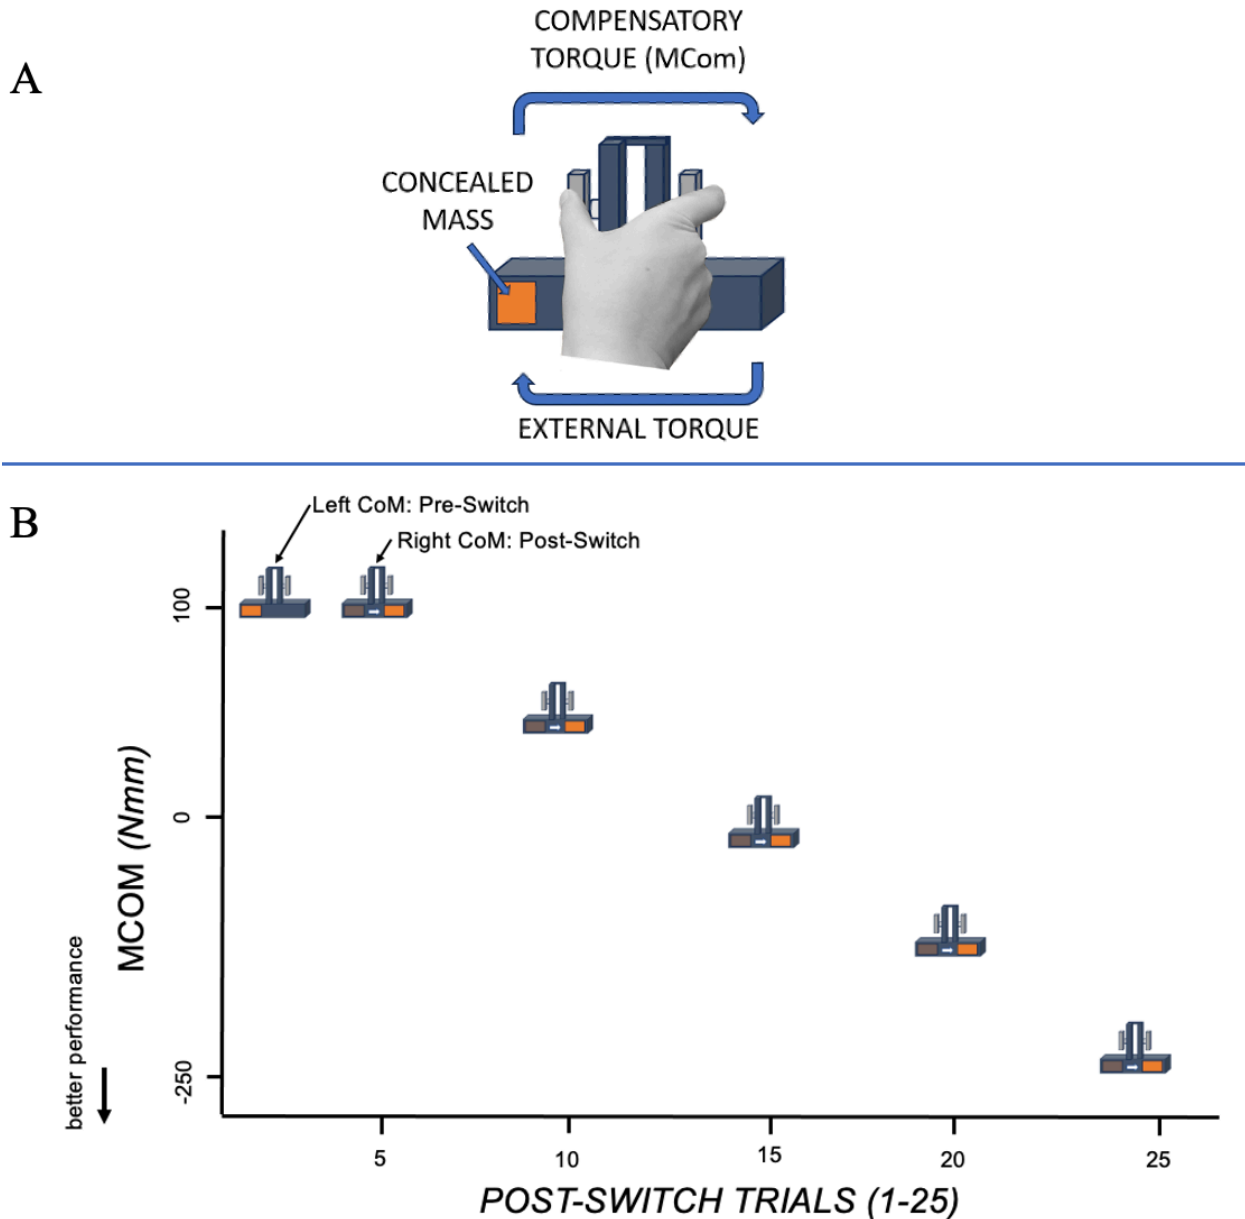 A
COMPENSATORY
TORQUE (MCom)
CONCEALED
MASS
EXTERNAL TORQUE
B
Left CoM: Pre-Switch
Right CoM: Post-Switch
100
0
-250
MCOM (Nmm)
better performance
5
10
15
20
25
POST-SWITCH TRIALS (1-25)